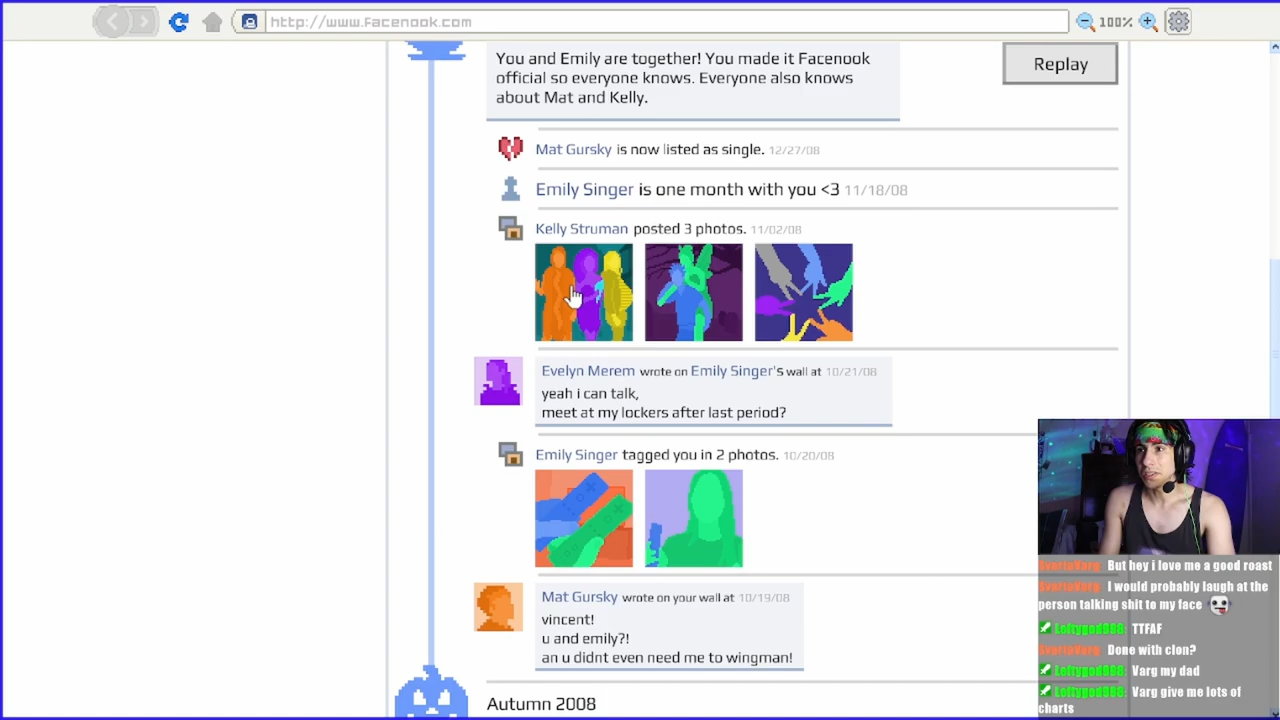 http://www.facenook.com
100%
You and Emily are together! You made it Facenook
official so everyone knows. Everyone also knows
about Mat and Kelly.
Replay
Mat Gursky is now listed as single. 12/27/08
Emily Singer is one month with you <3 11/18/08
Kelly Struman posted 3 photos. 11/02/08
Evelyn Merem wrote on Emily Singer's wall at 10/21/08
yeah i can talk,
meet at my lockers after last period?
Emily Singer tagged you in 2 photos. 10/20/08
Mat Gursky wrote on your wall at 10/19/08
vincent!
u and emily?!
an u didnt even need me to wingman!
Autumn 2008
But hey i love me a good roast
I would probably laugh at the
person talking shit to my face
TTFAF
Done with clon?
Varg my dad
Varg give me lots of
charts